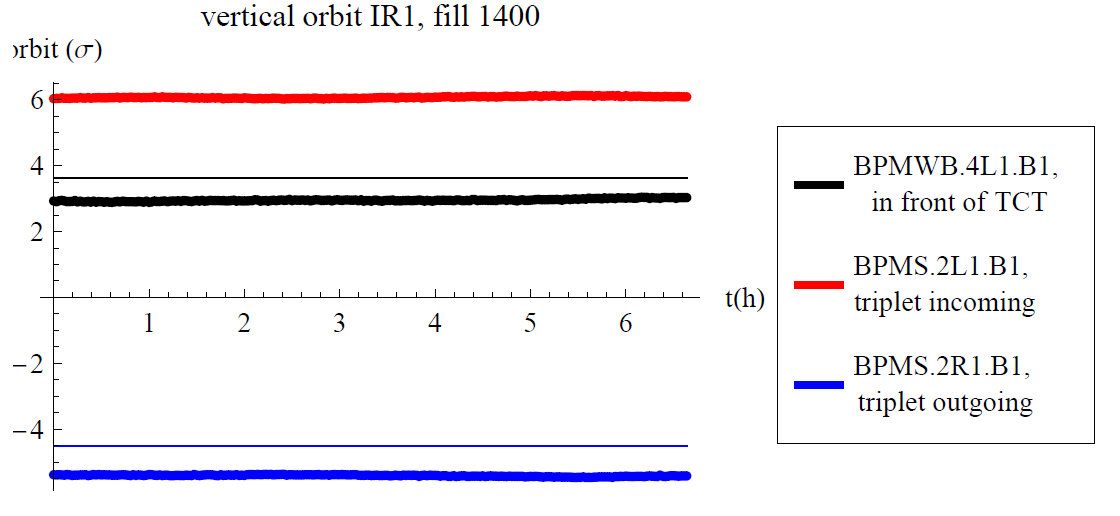 vertical orbit IR1, fill 1400
orbit (σ)
6
4
2
−2
−4
1 2 3 4 5 6
t(h)
BPMWB.4L1.B1,
in front of TCT
BPMS.2L1.B1,
triplet incoming
BPMS.2R1.B1,
triplet outgoing